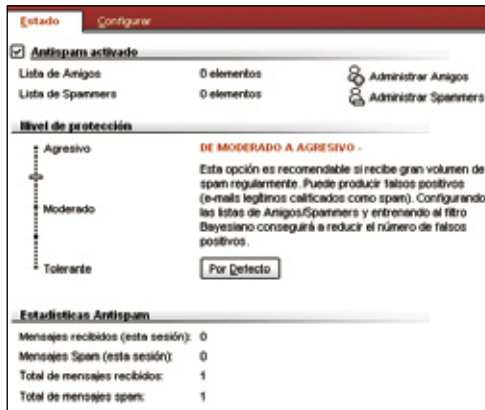 Estado Configurar
Antispam activado
Lista de Amigos 0 elementos Administrar Amigos
Lista de Spammers 0 elementos Administrar Spammers
Nivel de protección
Agresivo
Moderado
Tolerante
DE MODERADO A AGRESIVO -
Esta opción es recomendable si recibe gran volumen de
spam regularmente. Puede producir falsos positivos
(e-mails legítimos calificados como spam). Configurando
las listas de Amigos/Spammers y entrenando al filtro
Bayesiano conseguirá a reducir el número de falsos
positivos.
Por Defecto
Estadísticas Antispam
Mensajes recibidos (esta sesión): 0
Mensajes Spam (esta sesión): 0
Total de mensajes recibidos: 1
Total de mensajes spam: 1